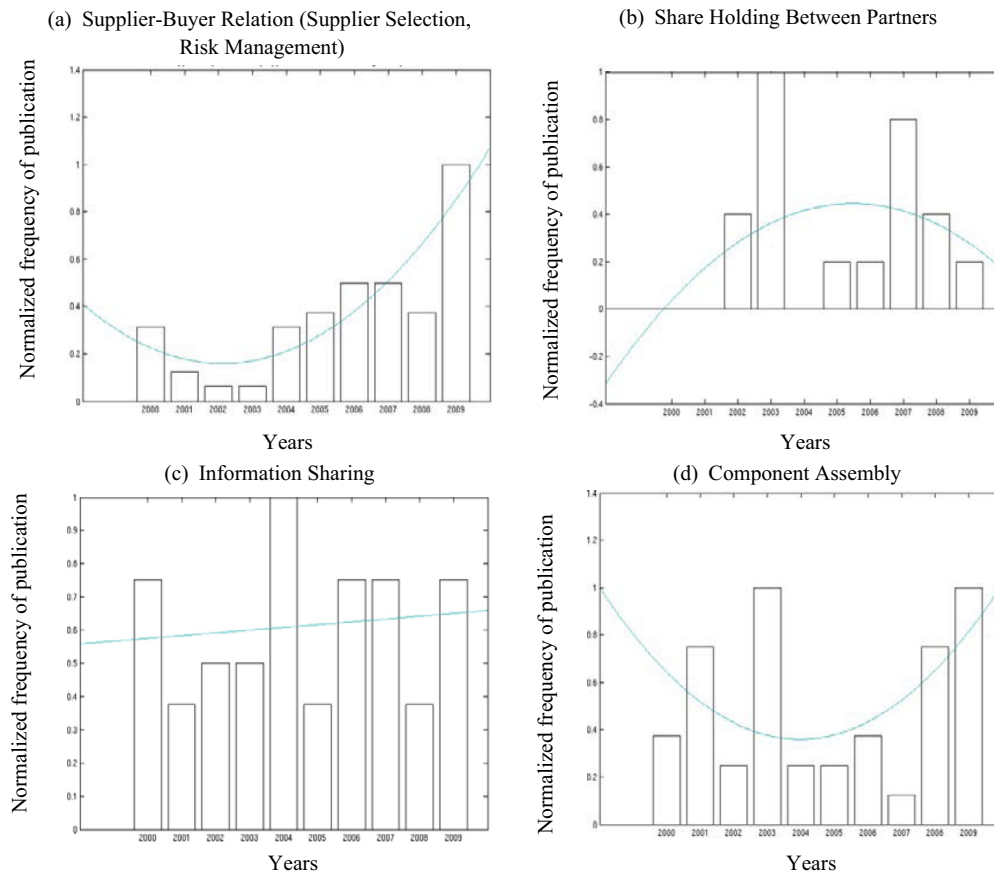 (a) Supplier-Buyer Relation (Supplier Selection,
Risk Management)
Normalized frequency of publication
1.4
1.2
1
0.8
0.6
0.4
0.2
0
2000 2001 2002 2003 2004 2005 2006 2007 2008 2009
Years
(b) Share Holding Between Partners
Normalized frequency of publication
1
0.8
0.6
0.4
0.2
0
-0.2
-0.4
2000 2001 2002 2003 2004 2005 2006 2007 2008 2009
Years
(c) Information Sharing
Normalized frequency of publication
1
0.9
0.8
0.7
0.6
0.5
0.4
0.3
0.2
0.1
0
2000 2001 2002 2003 2004 2005 2006 2007 2008 2009
Years
(d) Component Assembly
Normalized frequency of publication
1.4
1.2
1
0.8
0.6
0.4
0.2
0
2000 2001 2002 2003 2004 2005 2006 2007 2008 2009
Years